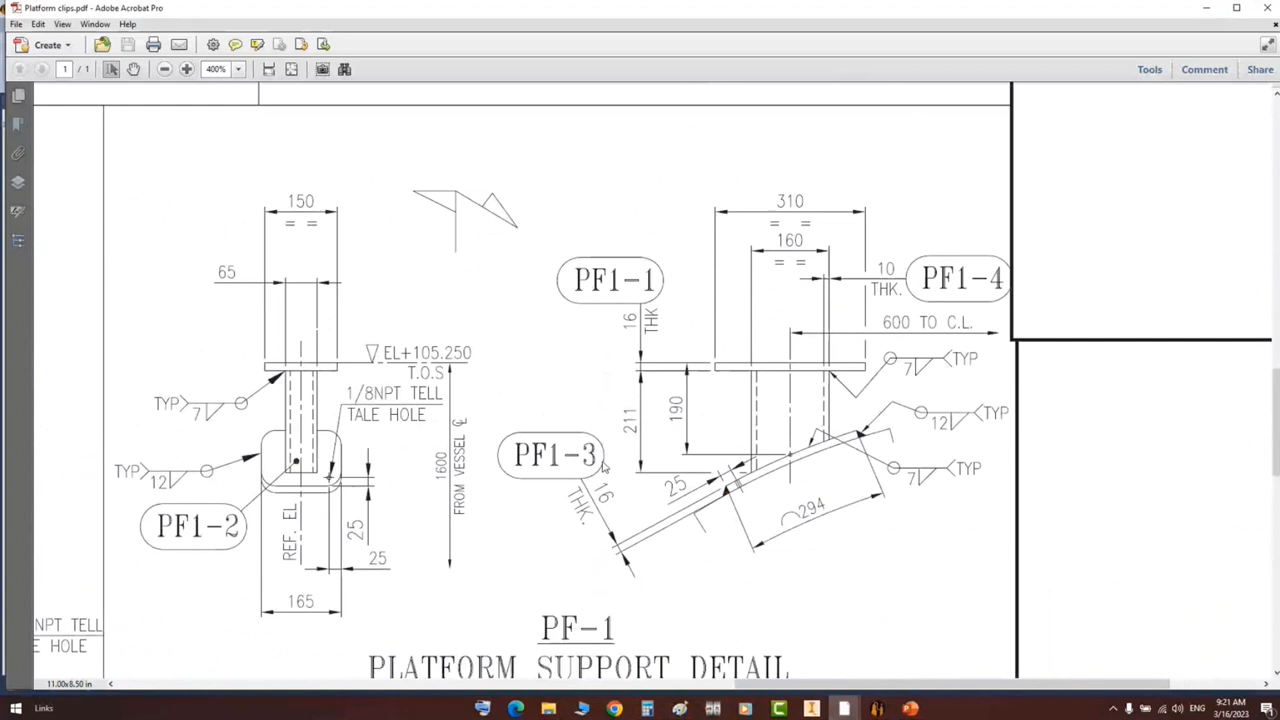 Platform clips.pdf - Adobe Acrobat Pro
File Edit View Window Help
Create
1 / 1
400%
Tools Comment Share
150
= =
65
EL+105.250
T.O.S
1/8NPT TELL
TALE HOLE
TYP
7
TYP
12
PF1-2
REF. EL
25
25
165
1600
FROM VESSEL ℄
310
= =
160
= =
10
THK.
PF1-4
PF1-1
16
THK
600 TO C.L.
7
TYP
12
TYP
7
TYP
211
190
PF1-3
16
THK.
25
294
NPT TELL
E HOLE
PF-1
PLATFORM SUPPORT DETAIL
11.00x8.50 in
Links
ENG
9:21 AM
3/16/2023